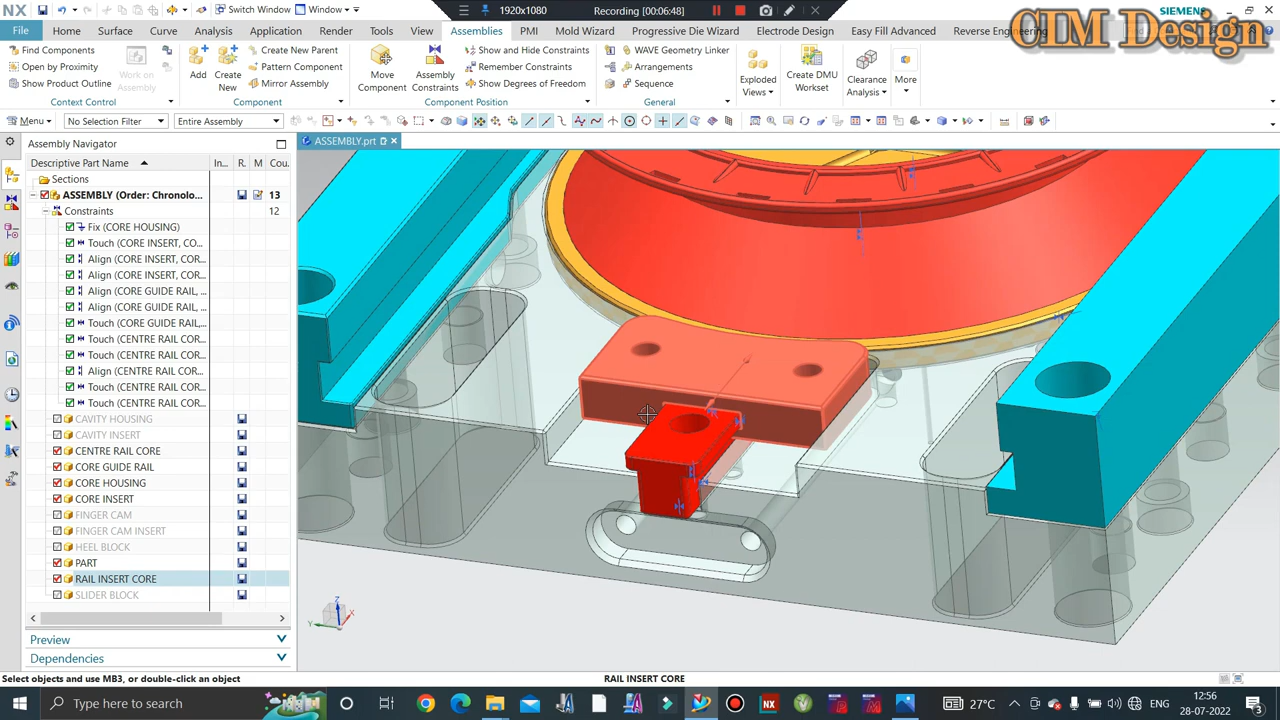 NX
Switch Window
Window
1920x1080
Recording [00:06:48]
SIEMENS
CIM Design
File
Home
Surface
Curve
Analysis
Application
Render
Tools
View
Assemblies
PMI
Mold Wizard
Progressive Die Wizard
Electrode Design
Easy Fill Advanced
Reverse Engineering
Find Components
Open by Proximity
Show Product Outline
Work on Assembly
Context Control
Add
Create New
Create New Parent
Pattern Component
Mirror Assembly
Component
Move Component
Assembly Constraints
Show and Hide Constraints
Remember Constraints
Show Degrees of Freedom
Component Position
WAVE Geometry Linker
Arrangements
Sequence
General
Exploded Views
Create DMU Workset
Clearance Analysis
More
Menu
No Selection Filter
Entire Assembly
Assembly Navigator
ASSEMBLY.prt
Descriptive Part Name
In...
R.
M
Cou
Sections
ASSEMBLY (Order: Chronolo...
13
Constraints
12
Fix (CORE HOUSING)
Touch (CORE INSERT, CO...
Align (CORE INSERT, COR...
Align (CORE INSERT, COR...
Align (CORE GUIDE RAIL, ...
Align (CORE GUIDE RAIL, ...
Touch (CORE GUIDE RAIL,...
Touch (CENTRE RAIL COR...
Touch (CENTRE RAIL COR...
Align (CENTRE RAIL COR...
Touch (CENTRE RAIL COR...
Touch (CENTRE RAIL COR...
CAVITY HOUSING
CAVITY INSERT
CENTRE RAIL CORE
CORE GUIDE RAIL
CORE HOUSING
CORE INSERT
FINGER CAM
FINGER CAM INSERT
HEEL BLOCK
PART
RAIL INSERT CORE
SLIDER BLOCK
Preview
Dependencies
Z
X
Y
Select objects and use MB3, or double-click an object
RAIL INSERT CORE
Type here to search
27°C
ENG
12:56
28-07-2022
3